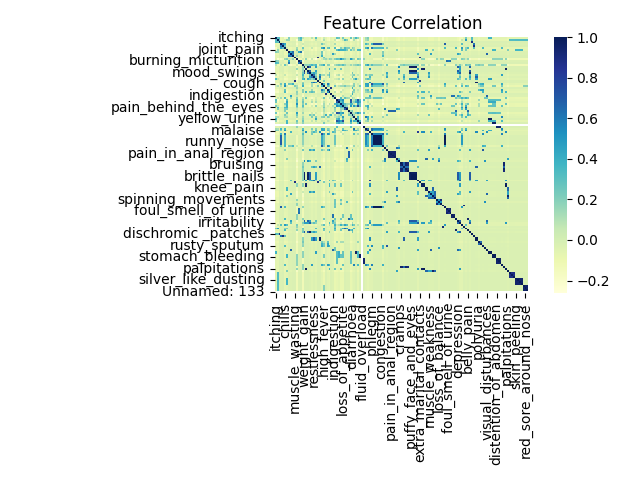 Feature Correlation
itching
joint_pain
burning_micturition
mood_swings
cough
indigestion
pain_behind_the_eyes
yellow_urine
malaise
runny_nose
pain_in_anal_region
bruising
brittle_nails
knee_pain
spinning_movements
foul_smell_of urine
irritability
dischromic _patches
rusty_sputum
stomach_bleeding
palpitations
silver_like_dusting
Unnamed: 133
itching
chills
muscle_wasting
weight_gain
restlessness
high_fever
indigestion
loss_of_appetite
diarrhoea
fluid_overload
phlegm
congestion
pain_in_anal_region
cramps
puffy_face_and_eyes
extra_marital_contacts
muscle_weakness
loss_of_balance
foul_smell_of urine
depression
belly_pain
polyuria
visual_disturbances
distention_of_abdomen
palpitations
skin_peeling
red_sore_around_nose
1.0
0.8
0.6
0.4
0.2
0.0
−0.2